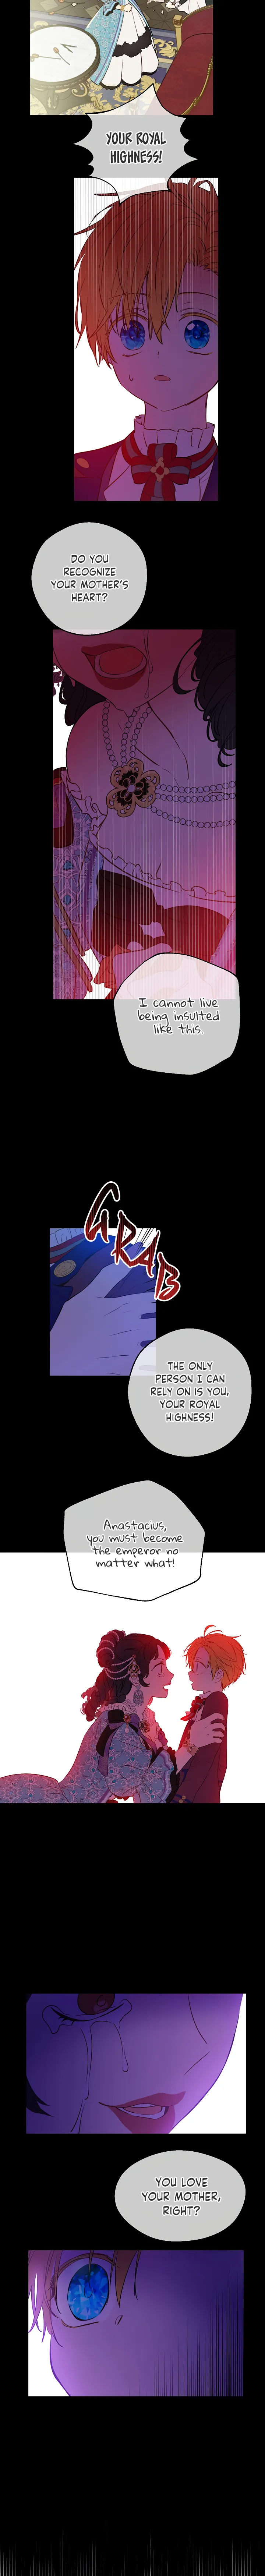 YOUR ROYAL
HIGHNESS!
DO YOU
RECOGNIZE
YOUR MOTHER'S
HEART?
I cannot live
being insulted
like this.
GRAB
THE ONLY
PERSON I CAN
RELY ON IS YOU,
YOUR ROYAL
HIGHNESS!
Anastacius,
you must become
the emperor no
matter what!
YOU LOVE
YOUR MOTHER,
RIGHT?